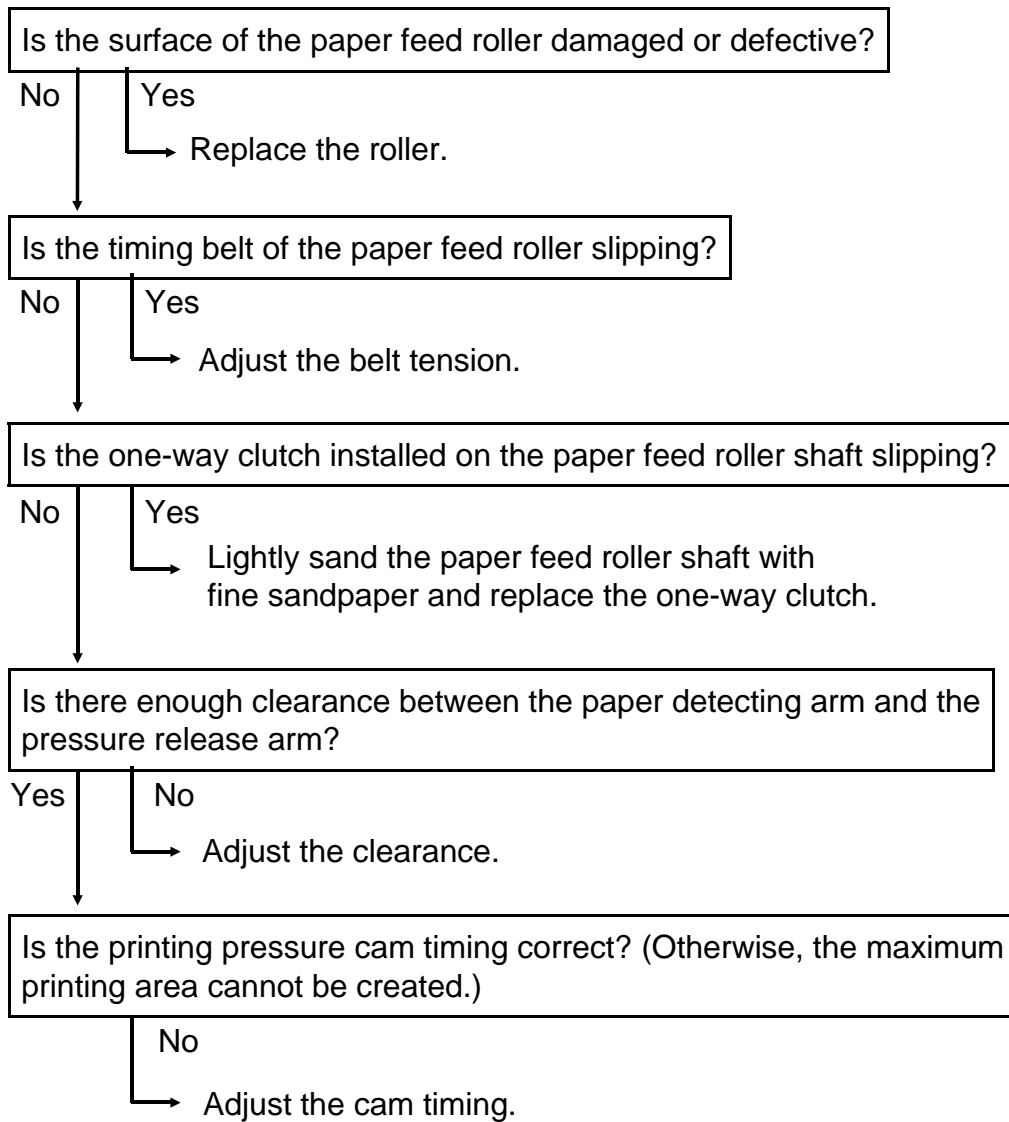 Is the surface of the paper feed roller damaged or defective?
No
Yes
Replace the roller.
Is the timing belt of the paper feed roller slipping?
No
Yes
Adjust the belt tension.
Is the one-way clutch installed on the paper feed roller shaft slipping?
No
Yes
Lightly sand the paper feed roller shaft with
fine sandpaper and replace the one-way clutch.
Is there enough clearance between the paper detecting arm and the
pressure release arm?
Yes
No
Adjust the clearance.
Is the printing pressure cam timing correct? (Otherwise, the maximum
printing area cannot be created.)
No
Adjust the cam timing.